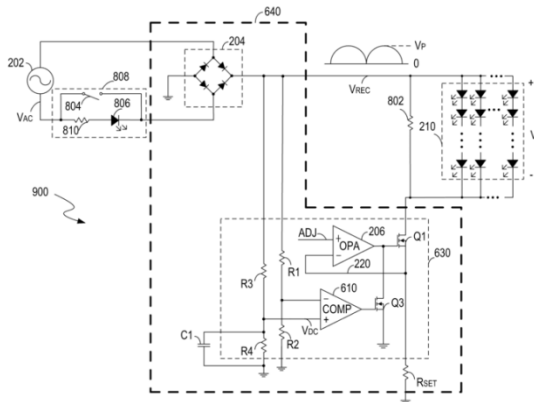 640
204
202
808
804
806
VAC
810
VP
0
VREC
802
210
+
V
-
900
ADJ
206
+
OPA
-
220
Q1
630
R3
R1
610
-
COMP
+
Q3
VDC
C1
R4
R2
RSET